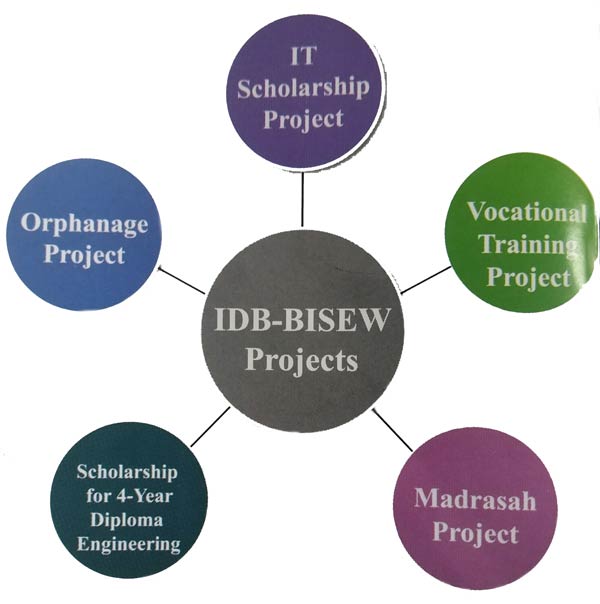 IT
Scholarship
Project
Orphanage
Project
Vocational
Training
Project
IDB-BISEW
Projects
Scholarship
for 4-Year
Diploma
Engineering
Madrasah
Project